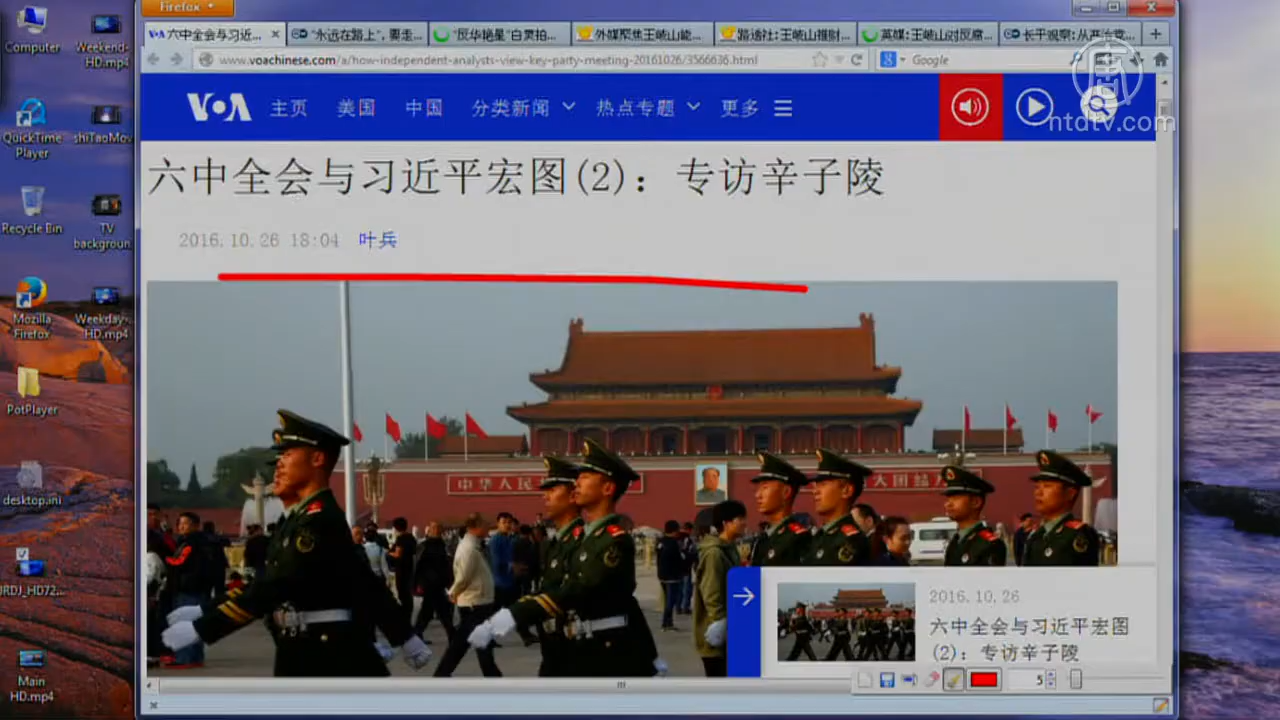 Firefox
六中全会与习近...
"永远在路上", 要走...
"反华艳星"白灵拍...
外媒聚焦王岐山能...
路透社: 王岐山推财...
英媒: 王岐山对反腐...
长平观察: 从严治党...
www.voachinese.com/a/how-independent-analysts-view-key-party-meeting-20161026/3566636.html
Google
VOA 主页 美国 中国 分类新闻 热点专题 更多
ntdtv.com
六中全会与习近平宏图(2): 专访辛子陵
2016.10.26 18:04 叶兵
中华人民
大团结万
2016.10.26
六中全会与习近平宏图
(2): 专访辛子陵
5
Computer
Weekend-
HD.mp4
QuickTime
Player
shiTaoMov
Recycle Bin
TV
backgroun
Mozilla
Firefox
Weekday-
HD.mp4
PotPlayer
desktop.ini
JRDJ_HD72...
Main
HD.mp4